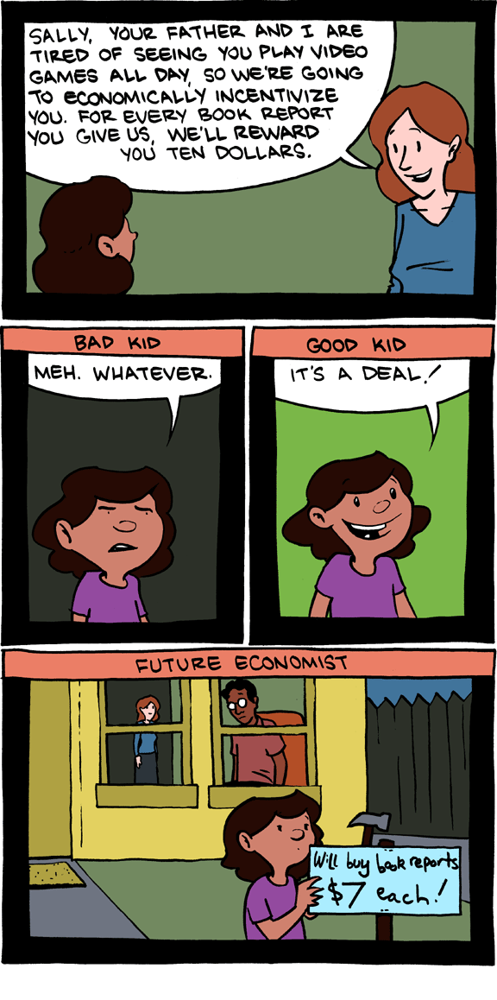 SALLY, YOUR FATHER AND I ARE
TIRED OF SEEING YOU PLAY VIDEO
GAMES ALL DAY, SO WE'RE GOING
TO ECONOMICALLY INCENTIVIZE
YOU. FOR EVERY BOOK REPORT
YOU GIVE US, WE'LL REWARD
YOU TEN DOLLARS.
BAD KID
MEH. WHATEVER.
GOOD KID
IT'S A DEAL!
FUTURE ECONOMIST
Will buy book reports
$7 each!